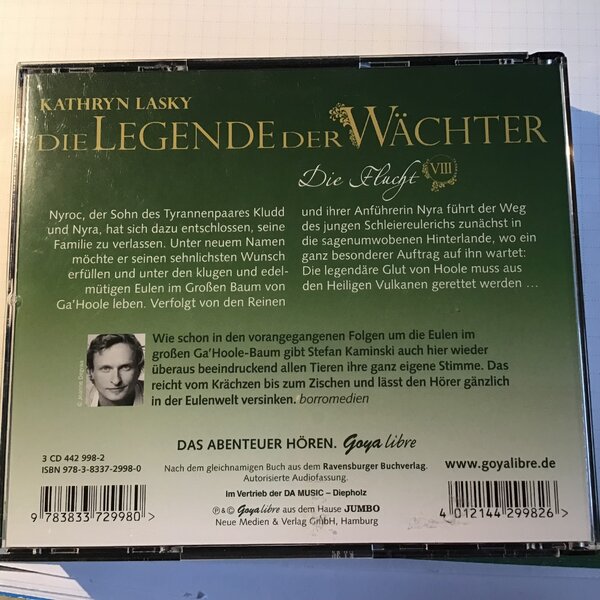 KATHRYN LASKY
DIE LEGENDE DER WÄCHTER
Die Flucht VIII
Nyroc, der Sohn des Tyrannenpaares Kludd
und Nyra, hat sich dazu entschlossen, seine
Familie zu verlassen. Unter neuem Namen
möchte er seinen sehnlichsten Wunsch
erfüllen und unter den klugen und edel-
mütigen Eulen im Großen Baum von
Ga'Hoole leben. Verfolgt von den Reinen
und ihrer Anführerin Nyra führt der Weg
des jungen Schleiereulerichs zunächst in
die sagenumwobenen Hinterlande, wo ein
ganz besonderer Auftrag auf ihn wartet:
Die legendäre Glut von Hoole muss aus
den Heiligen Vulkanen gerettet werden ...
Wie schon in den vorangegangenen Folgen um die Eulen im
großen Ga'Hoole-Baum gibt Stefan Kaminski auch hier wieder
überaus beeindruckend allen Tieren ihre ganz eigene Stimme. Das
reicht vom Krächzen bis zum Zischen und lässt den Hörer gänzlich
in der Eulenwelt versinken. borromedien
DAS ABENTEUER HÖREN. Goya libre
3 CD 442 998-2
ISBN 978-3-8337-2998-0
Nach dem gleichnamigen Buch aus dem Ravensburger Buchverlag.
Autorisierte Audiofassung.
www.goyalibre.de
Im Vertrieb der DA MUSIC – Diepholz
℗ & © Goya libre aus dem Hause JUMBO
Neue Medien & Verlag GmbH, Hamburg
9 783833 729980 >
4 012144 299826 >